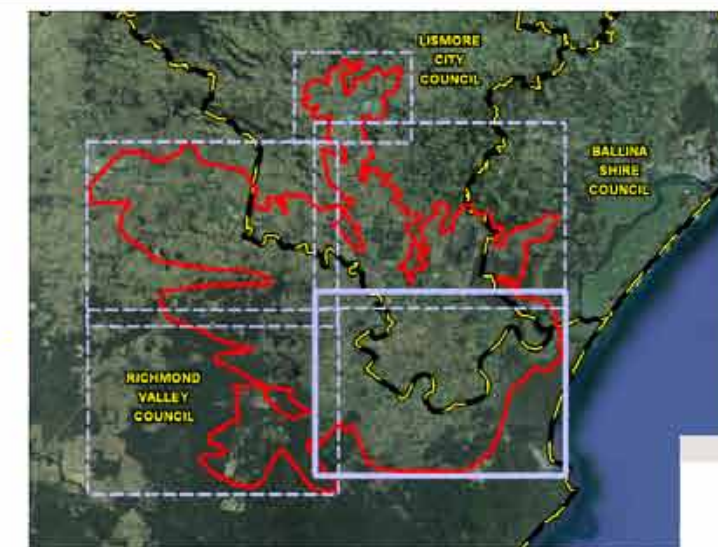 LISMORE
CITY
COUNCIL
BALLINA
SHIRE
COUNCIL
RICHMOND
VALLEY
COUNCIL